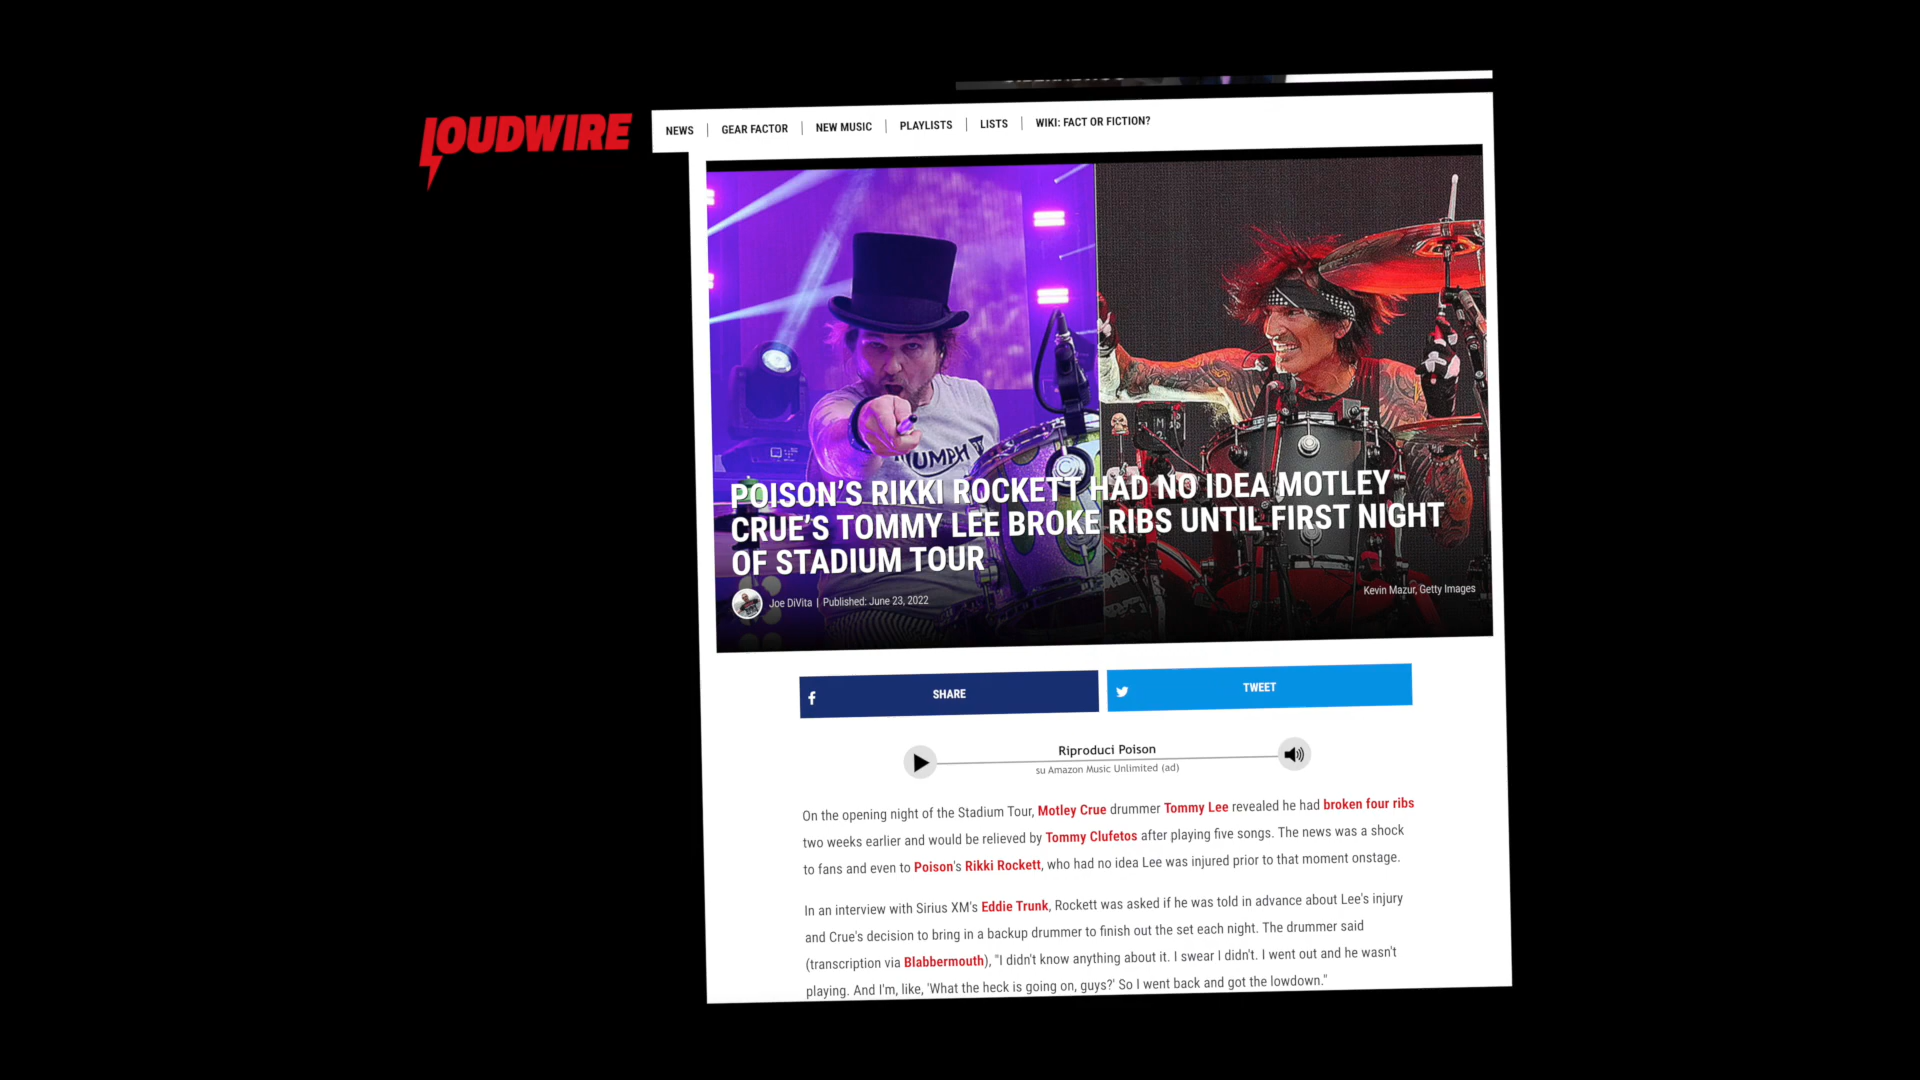 LOUDWIRE
NEWS | GEAR FACTOR | NEW MUSIC | PLAYLISTS | LISTS | WIKI: FACT OR FICTION?
POISON'S RIKKI ROCKETT HAD NO IDEA MOTLEY
CRUE'S TOMMY LEE BROKE RIBS UNTIL FIRST NIGHT
OF STADIUM TOUR
Joe DiVita | Published: June 23, 2022
Kevin Mazur, Getty Images
SHARE
TWEET
Riproduci Poison
su Amazon Music Unlimited (ad)
On the opening night of the Stadium Tour, Motley Crue drummer Tommy Lee revealed he had broken four ribs
two weeks earlier and would be relieved by Tommy Clufetos after playing five songs. The news was a shock
to fans and even to Poison's Rikki Rockett, who had no idea Lee was injured prior to that moment onstage.
In an interview with Sirius XM's Eddie Trunk, Rockett was asked if he was told in advance about Lee's injury
and Crue's decision to bring in a backup drummer to finish out the set each night. The drummer said
(transcription via Blabbermouth), "I didn't know anything about it. I swear I didn't. I went out and he wasn't
playing. And I'm, like, 'What the heck is going on, guys?' So I went back and got the lowdown."